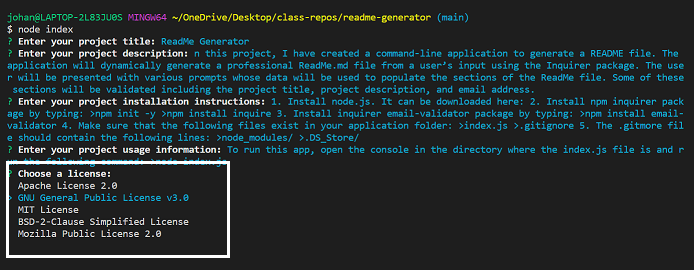 johan@LAPTOP-2L83JU0S MINGW64 ~/OneDrive/Desktop/class-repos/readme-generator (main)
$ node index
? Enter your project title: ReadMe Generator
? Enter your project description: n this project, I have created a command-line application to generate a README file. The
application will dynamically generate a professional ReadMe.md file from a user's input using the Inquirer package. The use
r will be presented with various prompts whose data will be used to populate the sections of the ReadMe file. Some of these
sections will be validated including the project title, project description, and email address.
? Enter your project installation instructions: 1. Install node.js. It can be downloaded here: 2. Install npm inquirer pack
age by typing: >npm init -y >npm install inquire 3. Install inquirer email-validator package by typing: >npm install email-
validator 4. Make sure that the following files exist in your application folder: >index.js >.gitignore 5. The .gitmore fil
e should contain the following lines: >node_modules/ >.DS_Store/
? Enter your project usage information: To run this app, open the console in the directory where the index.js file is and r
un the following command: >node index.js
? Choose a license:
Apache License 2.0
> GNU General Public License v3.0
MIT License
BSD-2-Clause Simplified License
Mozilla Public License 2.0